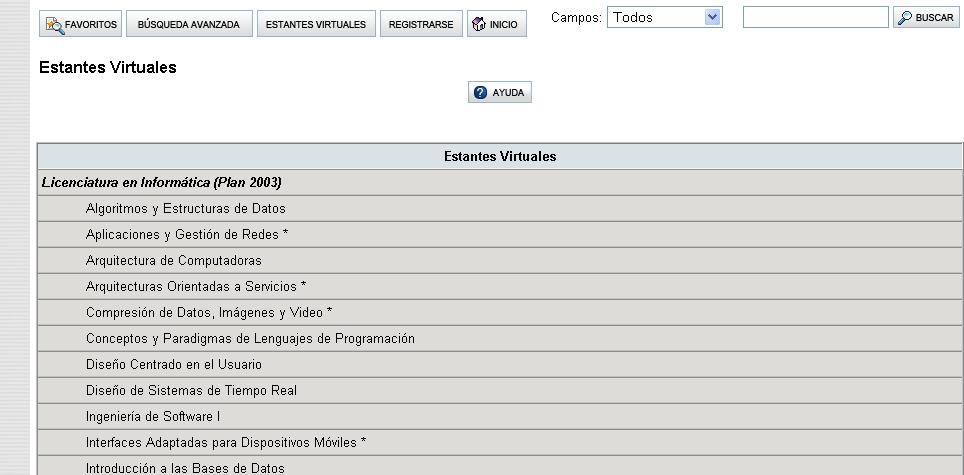 FAVORITOS BÚSQUEDA AVANZADA ESTANTES VIRTUALES REGISTRARSE INICIO Campos: Todos BUSCAR
Estantes Virtuales
AYUDA
Estantes Virtuales
Licenciatura en Informática (Plan 2003)
Algoritmos y Estructuras de Datos
Aplicaciones y Gestión de Redes *
Arquitectura de Computadoras
Arquitecturas Orientadas a Servicios *
Compresión de Datos, Imágenes y Video *
Conceptos y Paradigmas de Lenguajes de Programación
Diseño Centrado en el Usuario
Diseño de Sistemas de Tiempo Real
Ingeniería de Software I
Interfaces Adaptadas para Dispositivos Móviles *
Introducción a las Bases de Datos